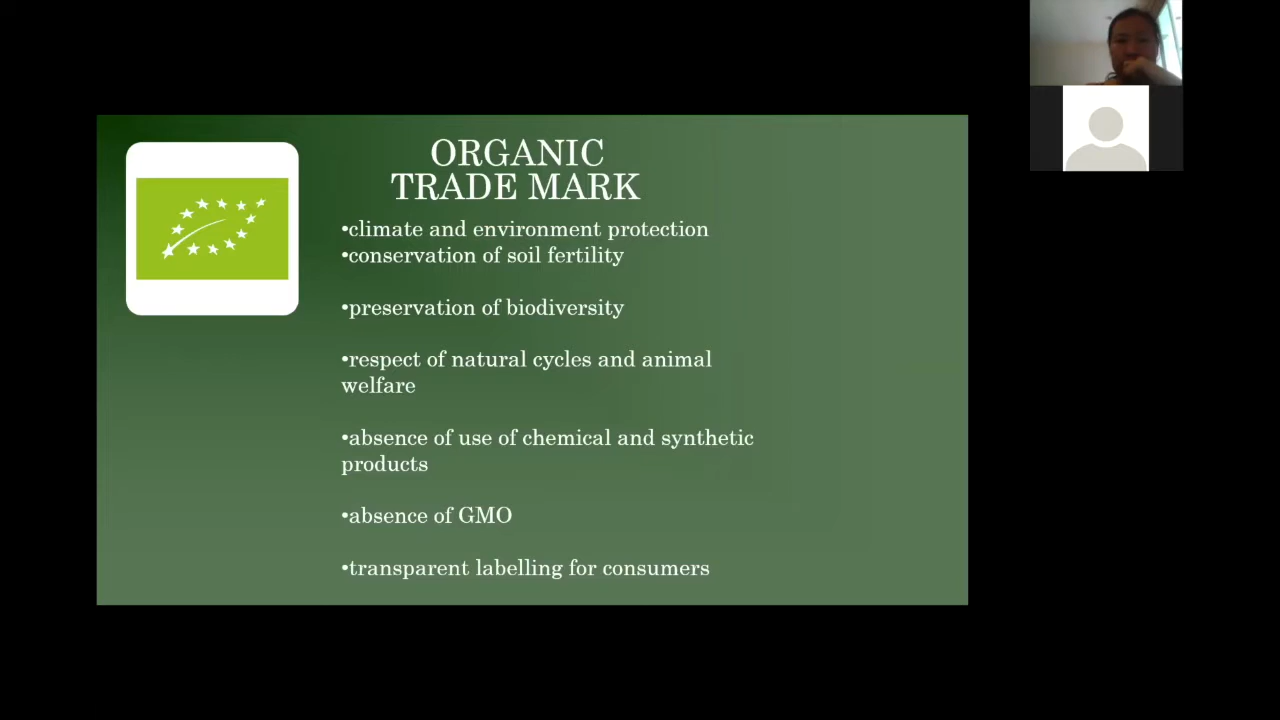 ORGANIC
TRADE MARK
•climate and environment protection
•conservation of soil fertility
•preservation of biodiversity
•respect of natural cycles and animal
welfare
•absence of use of chemical and synthetic
products
•absence of GMO
•transparent labelling for consumers